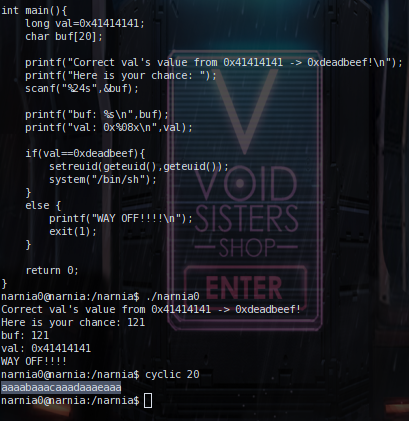 int main(){
    long val=0x41414141;
    char buf[20];

    printf("Correct val's value from 0x41414141 -> 0xdeadbeef!\n");
    printf("Here is your chance: ");
    scanf("%24s",&buf);

    printf("buf: %s\n",buf);
    printf("val: 0x%08x\n",val);

    if(val==0xdeadbeef){
        setreuid(geteuid(),geteuid());
        system("/bin/sh");
    }
    else {
        printf("WAY OFF!!!!\n");
        exit(1);
    }

    return 0;
}
narnia0@narnia:/narnia$ ./narnia0
Correct val's value from 0x41414141 -> 0xdeadbeef!
Here is your chance: 121
buf: 121
val: 0x41414141
WAY OFF!!!!
narnia0@narnia:/narnia$ cyclic 20
aaaabaaacaaadaaaeaaa
narnia0@narnia:/narnia$
V
VOID
SISTERS
SHOP
ENTER